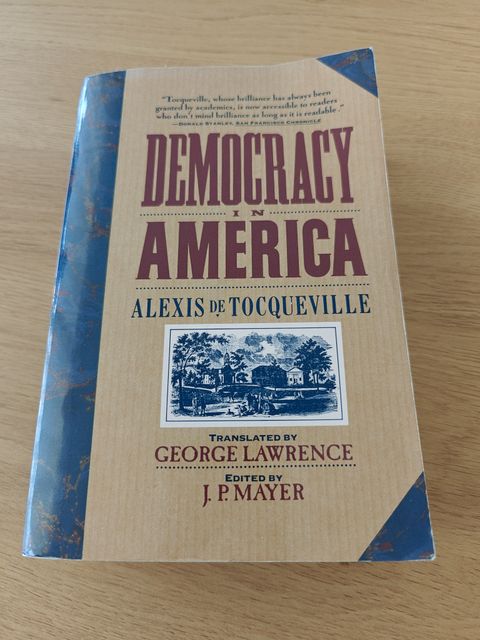 "Tocqueville, whose brilliance has always been
granted by academics, is now accessible to readers
who don't mind brilliance as long as it is readable."
—Donald Stanley, San Francisco Chronicle
DEMOCRACY
IN
AMERICA
ALEXIS DE TOCQUEVILLE
TRANSLATED BY
GEORGE LAWRENCE
EDITED BY
J. P. MAYER